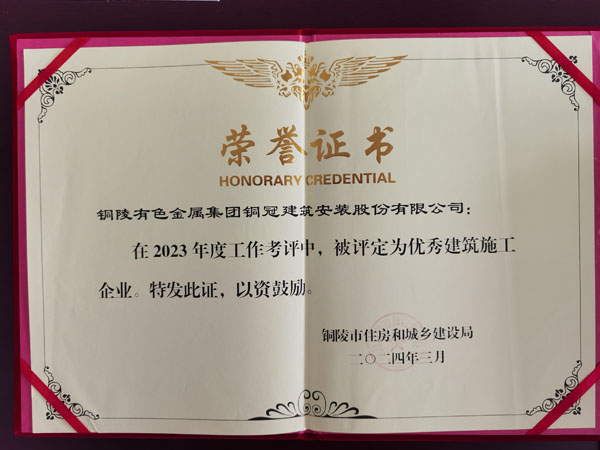 荣誉证书
HONORARY CREDENTIAL
铜陵有色金属集团铜冠建筑安装股份有限公司：
在2023年度工作考评中，被评定为优秀建筑施工
企业。特发此证，以资鼓励。
铜陵市住房和城乡建设局
二〇二四年三月